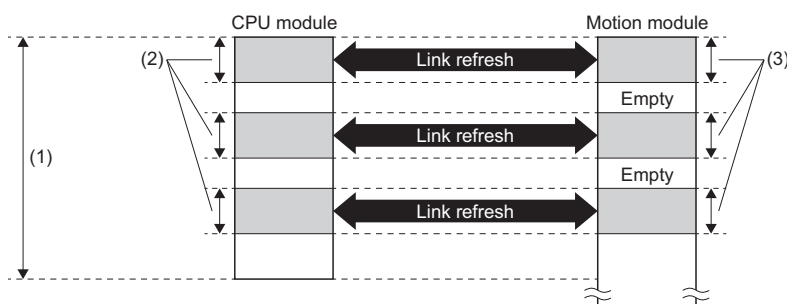 CPU module
Motion module
(2)
Link refresh
(3)
Empty
(1)
Link refresh
Empty
Link refresh